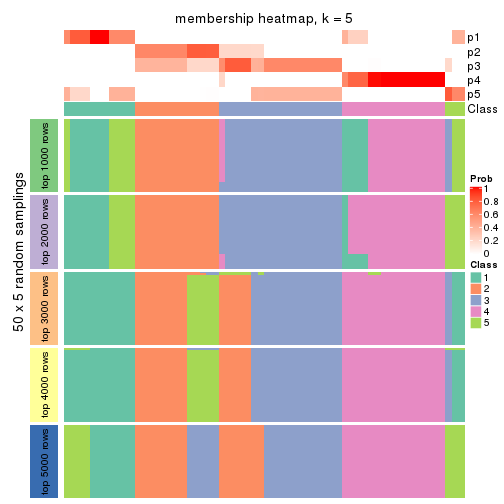 membership heatmap, k = 5
p1
p2
p3
p4
p5
Class
50 x 5 random samplings
top 1000 rows
top 2000 rows
top 3000 rows
top 4000 rows
top 5000 rows
Prob
1
0.8
0.6
0.4
0.2
0
Class
1
2
3
4
5